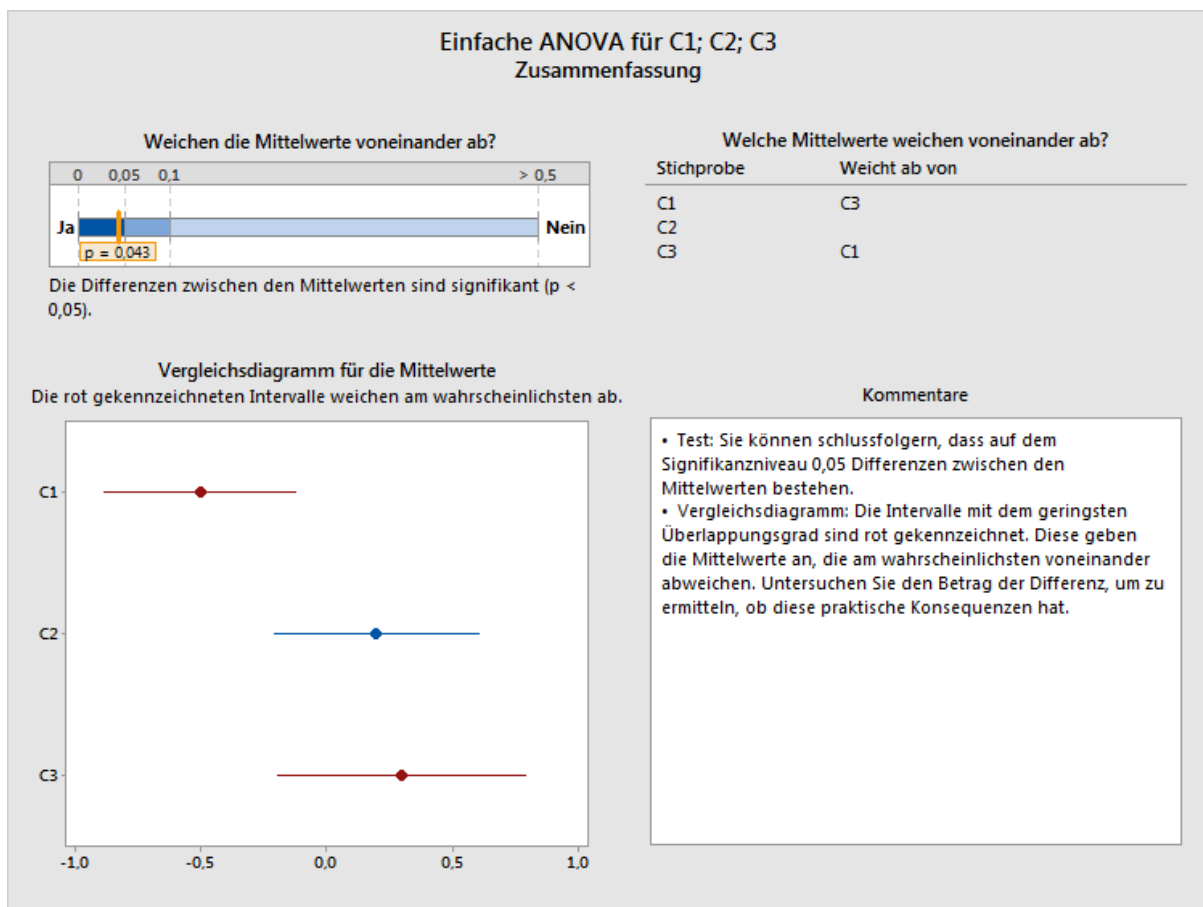 Einfache ANOVA für C1; C2; C3
Zusammenfassung
Weichen die Mittelwerte voneinander ab?
0 0,05 0,1 > 0,5
Ja Nein
p = 0,043
Die Differenzen zwischen den Mittelwerten sind signifikant (p <
0,05).
Welche Mittelwerte weichen voneinander ab?
Stichprobe Weicht ab von
C1 C3
C2
C3 C1
Vergleichsdiagramm für die Mittelwerte
Die rot gekennzeichneten Intervalle weichen am wahrscheinlichsten ab.
C1
C2
C3
-1,0 -0,5 0,0 0,5 1,0
Kommentare
• Test: Sie können schlussfolgern, dass auf dem
Signifikanzniveau 0,05 Differenzen zwischen den
Mittelwerten bestehen.
• Vergleichsdiagramm: Die Intervalle mit dem geringsten
Überlappungsgrad sind rot gekennzeichnet. Diese geben
die Mittelwerte an, die am wahrscheinlichsten voneinander
abweichen. Untersuchen Sie den Betrag der Differenz, um zu
ermitteln, ob diese praktische Konsequenzen hat.